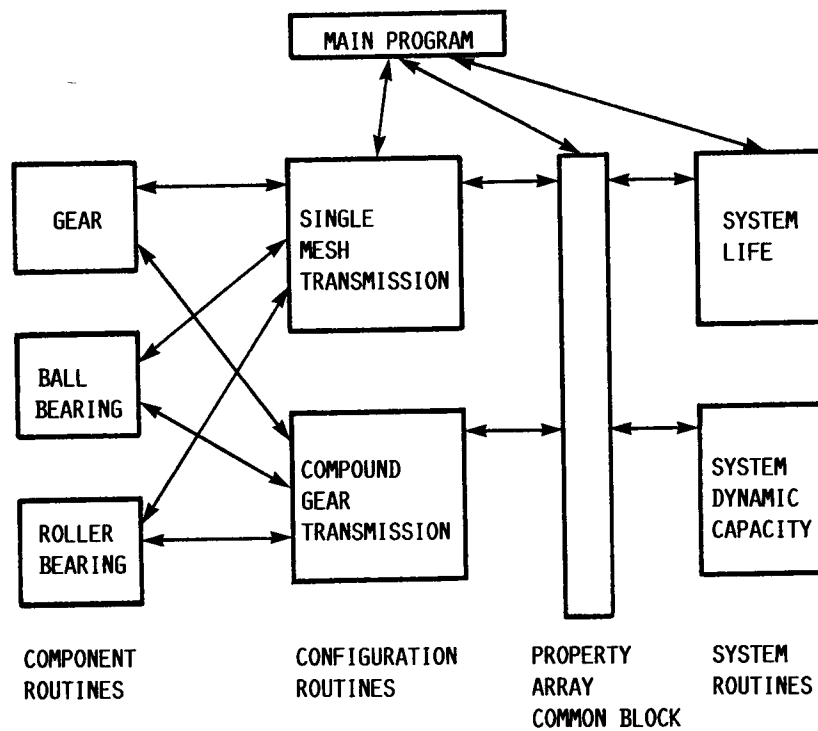 MAIN PROGRAM
GEAR
SINGLE
MESH
TRANSMISSION
SYSTEM
LIFE
BALL
BEARING
COMPOUND
GEAR
TRANSMISSION
SYSTEM
DYNAMIC
CAPACITY
ROLLER
BEARING
COMPONENT
ROUTINES
CONFIGURATION
ROUTINES
PROPERTY
ARRAY
COMMON BLOCK
SYSTEM
ROUTINES